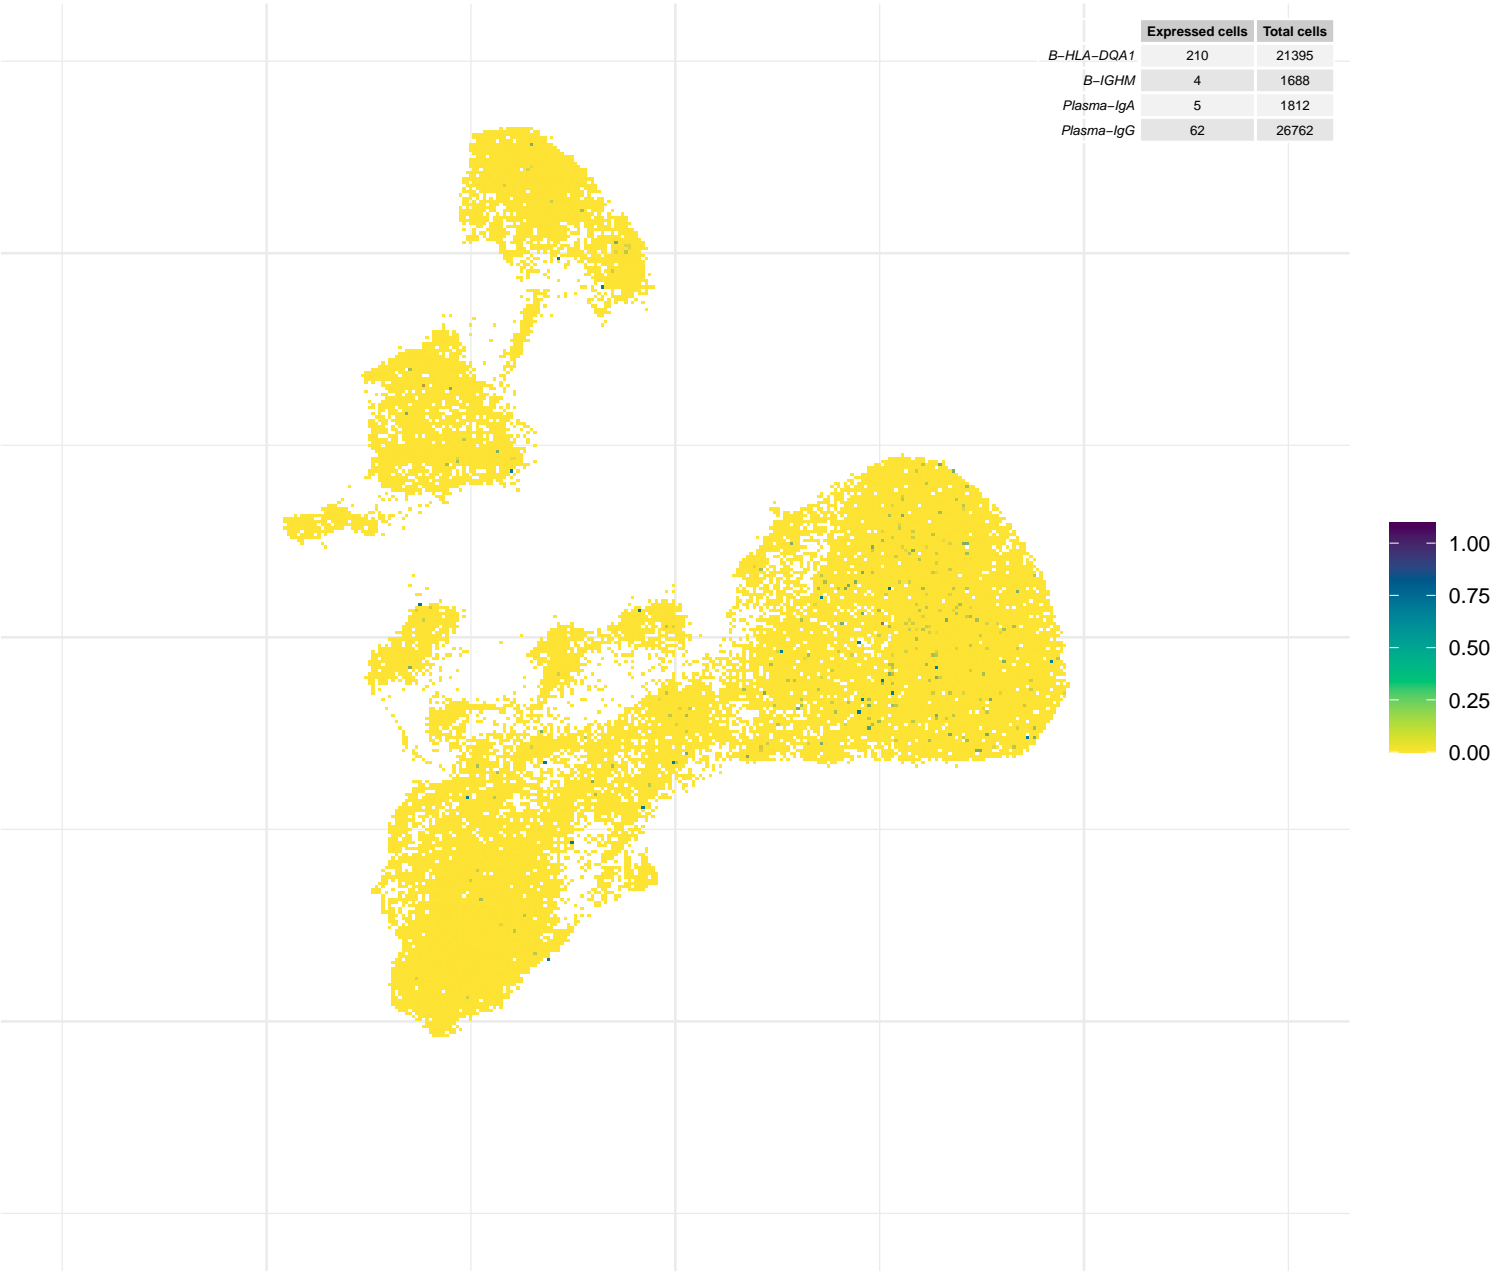 Expressed cells Total cells
B−HLA−DQA1 210 21395
B−IGHM 4 1688
Plasma−IgA 5 1812
Plasma−IgG 62 26762
1.00
0.75
0.50
0.25
0.00